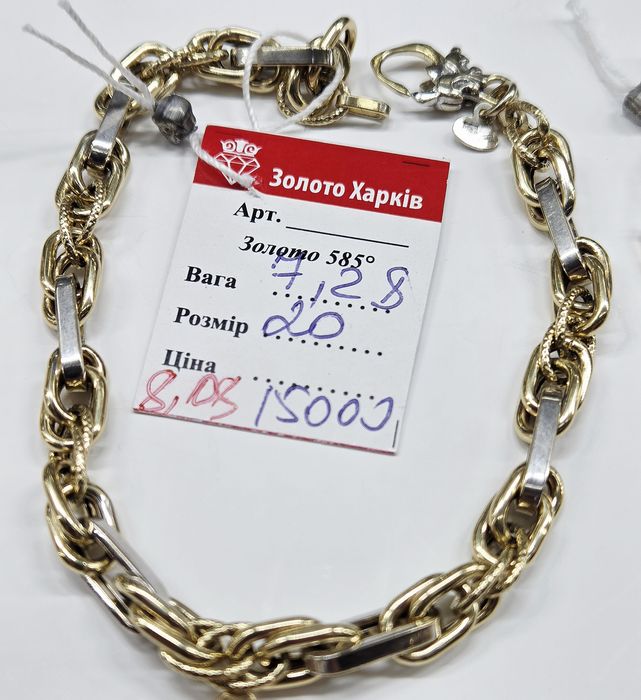 Золото Харків
Арт.
Золото 585°
Вага 7,28
Розмір 20
Ціна
8,08 15000